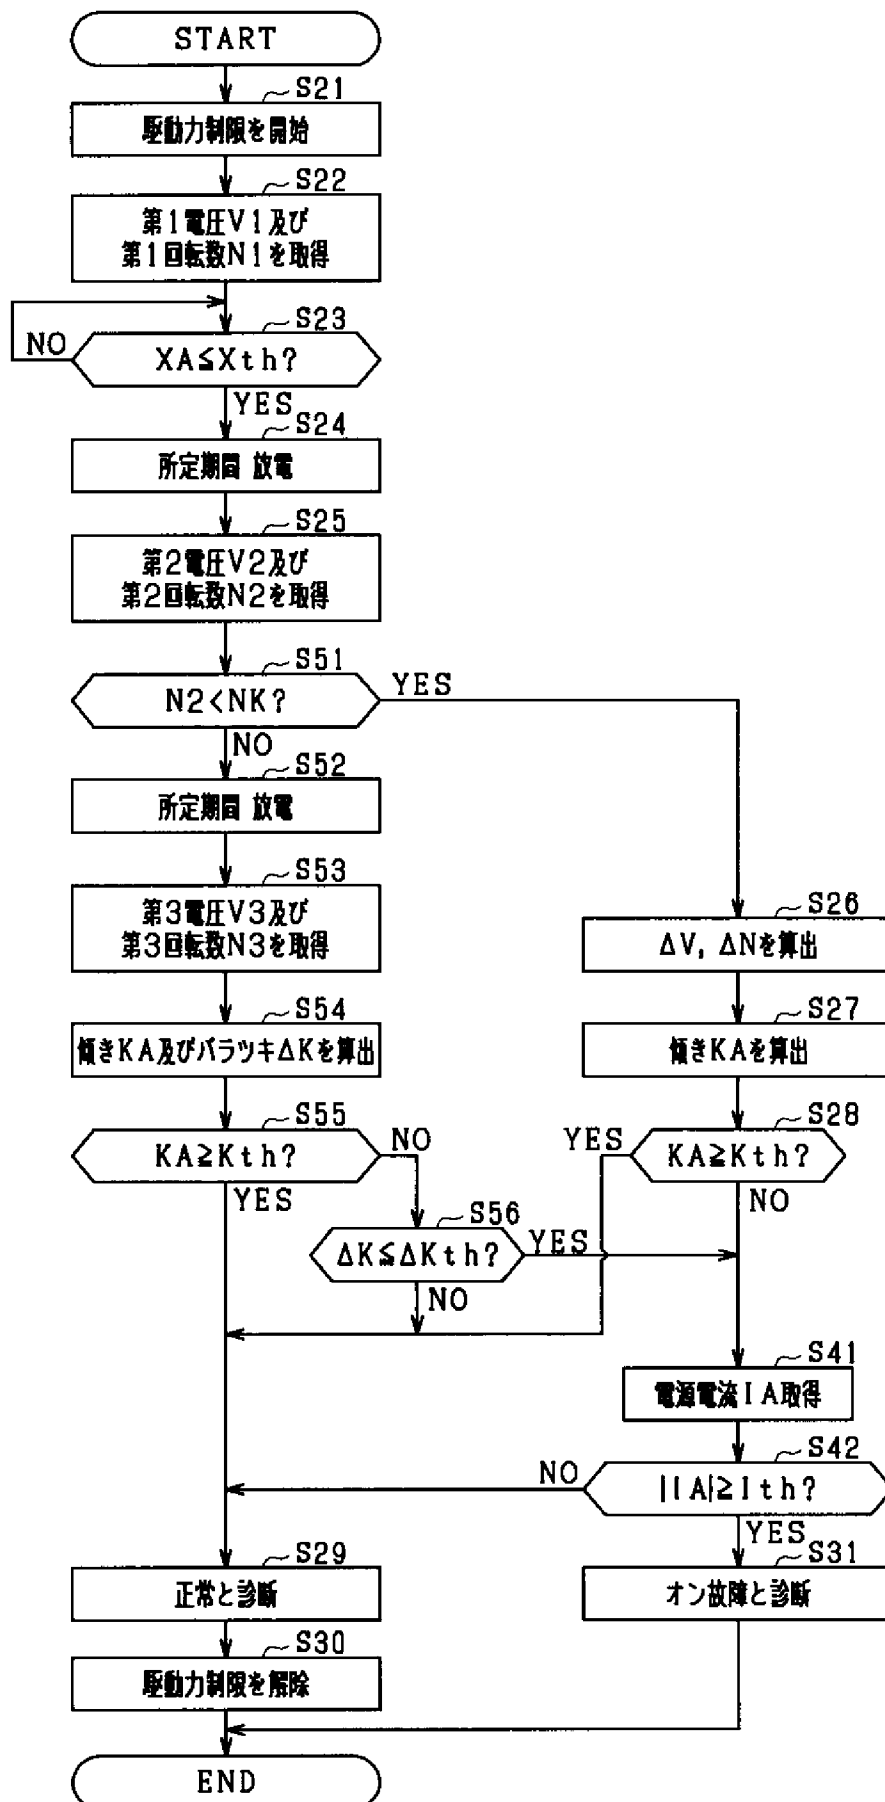 START
S21
駆動力制限を開始
S22
第1電圧V1及び
第1回転数N1を取得
S23
NO
XA≦Xth?
YES
S24
所定期間 放電
S25
第2電圧V2及び
第2回転数N2を取得
S51
N2<NK?
YES
NO
S52
所定期間 放電
S53
第3電圧V3及び
第3回転数N3を取得
S26
ΔV, ΔNを算出
S54
傾きKA及びバラツキΔKを算出
S27
傾きKAを算出
S55
KA≧Kth?
NO
YES
S28
YES
KA≧Kth?
NO
S56
ΔK≦ΔKth?
YES
NO
S41
電源電流IA取得
S42
NO
|IA|≧Ith?
YES
S29
正常と診断
S31
オン故障と診断
S30
駆動力制限を解除
END